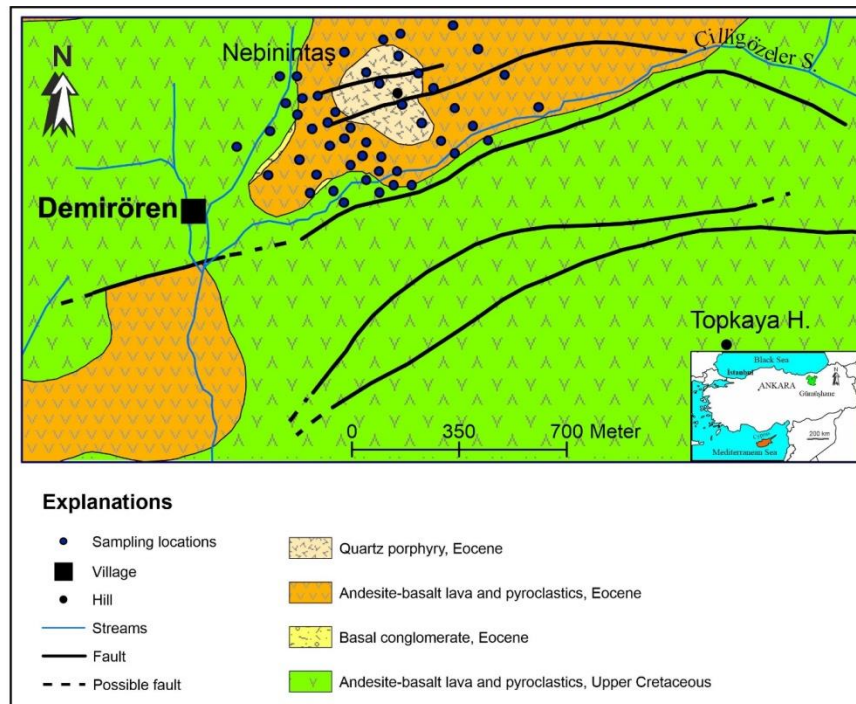 N
Nebinintaş
Çilligözeler S.
Demirören
Topkaya H.
0 350 700 Meter
Black Sea
İstanbul
ANKARA
Gümüşhane
N
Cyprus
200 km
Mediterranean Sea
Explanations
Sampling locations
Village
Hill
Streams
Fault
Possible fault
Quartz porphyry, Eocene
Andesite-basalt lava and pyroclastics, Eocene
Basal conglomerate, Eocene
Andesite-basalt lava and pyroclastics, Upper Cretaceous